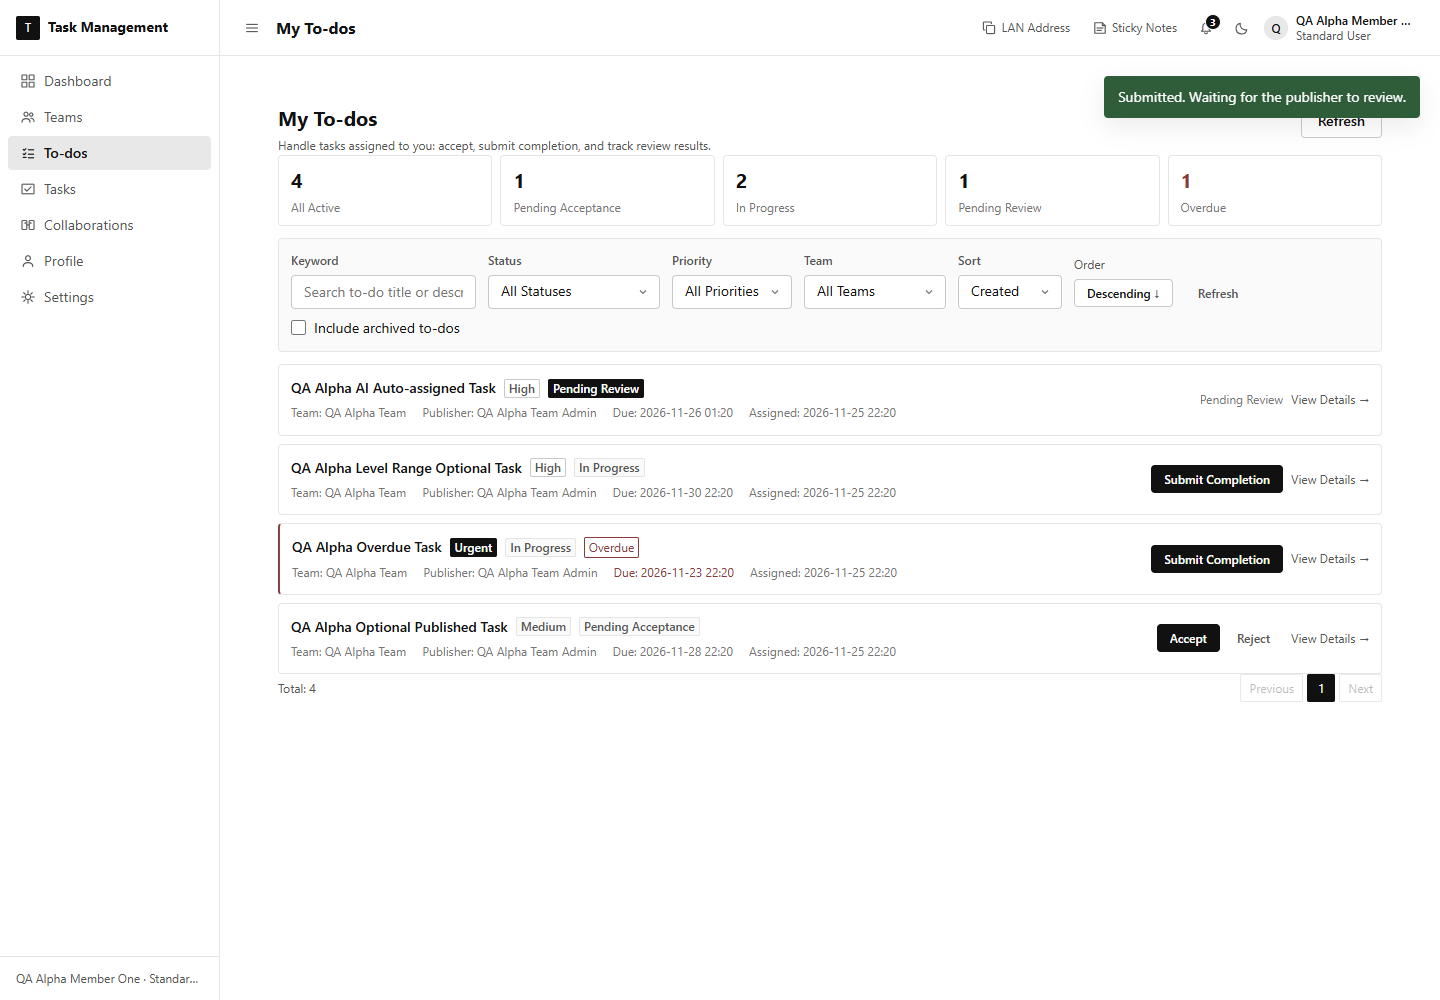 T Task Management
My To-dos
LAN Address
Sticky Notes
3
Q
QA Alpha Member ...
Standard User
Dashboard
Teams
To-dos
Tasks
Collaborations
Profile
Settings
Submitted. Waiting for the publisher to review.
My To-dos
Refresh
Handle tasks assigned to you: accept, submit completion, and track review results.
4
All Active
1
Pending Acceptance
2
In Progress
1
Pending Review
1
Overdue
Keyword
Search to-do title or descr
Status
All Statuses
Priority
All Priorities
Team
All Teams
Sort
Created
Order
Descending ↓
Refresh
Include archived to-dos
QA Alpha AI Auto-assigned Task High Pending Review
Team: QA Alpha Team Publisher: QA Alpha Team Admin Due: 2026-11-26 01:20 Assigned: 2026-11-25 22:20
Pending Review View Details →
QA Alpha Level Range Optional Task High In Progress
Team: QA Alpha Team Publisher: QA Alpha Team Admin Due: 2026-11-30 22:20 Assigned: 2026-11-25 22:20
Submit Completion View Details →
QA Alpha Overdue Task Urgent In Progress Overdue
Team: QA Alpha Team Publisher: QA Alpha Team Admin Due: 2026-11-23 22:20 Assigned: 2026-11-25 22:20
Submit Completion View Details →
QA Alpha Optional Published Task Medium Pending Acceptance
Team: QA Alpha Team Publisher: QA Alpha Team Admin Due: 2026-11-28 22:20 Assigned: 2026-11-25 22:20
Accept Reject View Details →
Total: 4
Previous 1 Next
QA Alpha Member One · Standar...